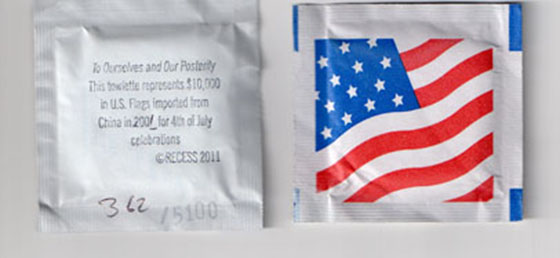 To Ourselves and Our Posterity
This towlette represents $10,000
in U.S. Flags imported from
China in 2001 for 4th of July
celebrations
©RECESS 2011
362 /5100